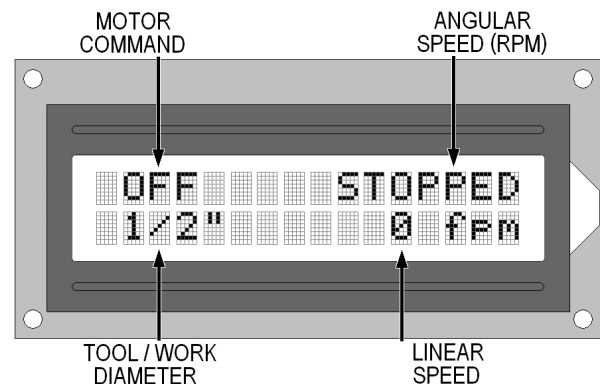 MOTOR
COMMAND
ANGULAR
SPEED (RPM)
OFF STOPPED
1/2" 0 fpm
TOOL / WORK
DIAMETER
LINEAR
SPEED